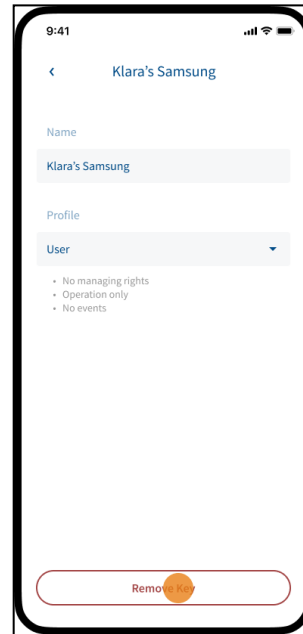 9:41
Klara’s Samsung
Name
Klara’s Samsung
Profile
User
• No managing rights
• Operation only
• No events
Remove Key